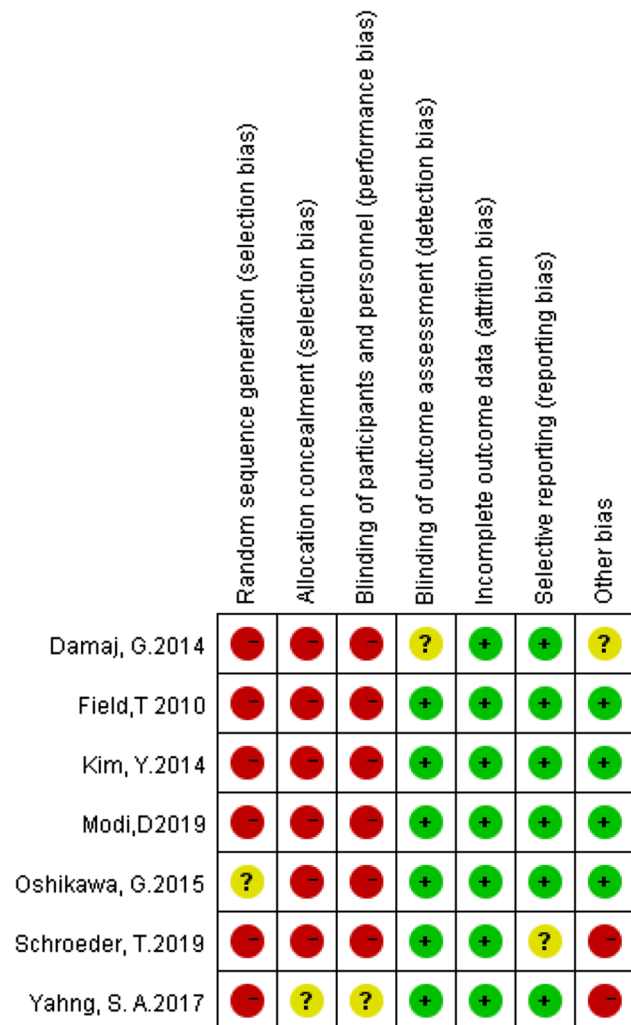 Random sequence generation (selection bias)
Allocation concealment (selection bias)
Blinding of participants and personnel (performance bias)
Blinding of outcome assessment (detection bias)
Incomplete outcome data (attrition bias)
Selective reporting (reporting bias)
Other bias
Damaj, G.2014 - - - ? + + ?
Field,T 2010 - - - + + + +
Kim, Y.2014 - - - + + + +
Modi,D2019 - - - + + + +
Oshikawa, G.2015 ? - - + + + +
Schroeder, T.2019 - - - + + ? -
Yahng, S. A.2017 - ? ? + + + -